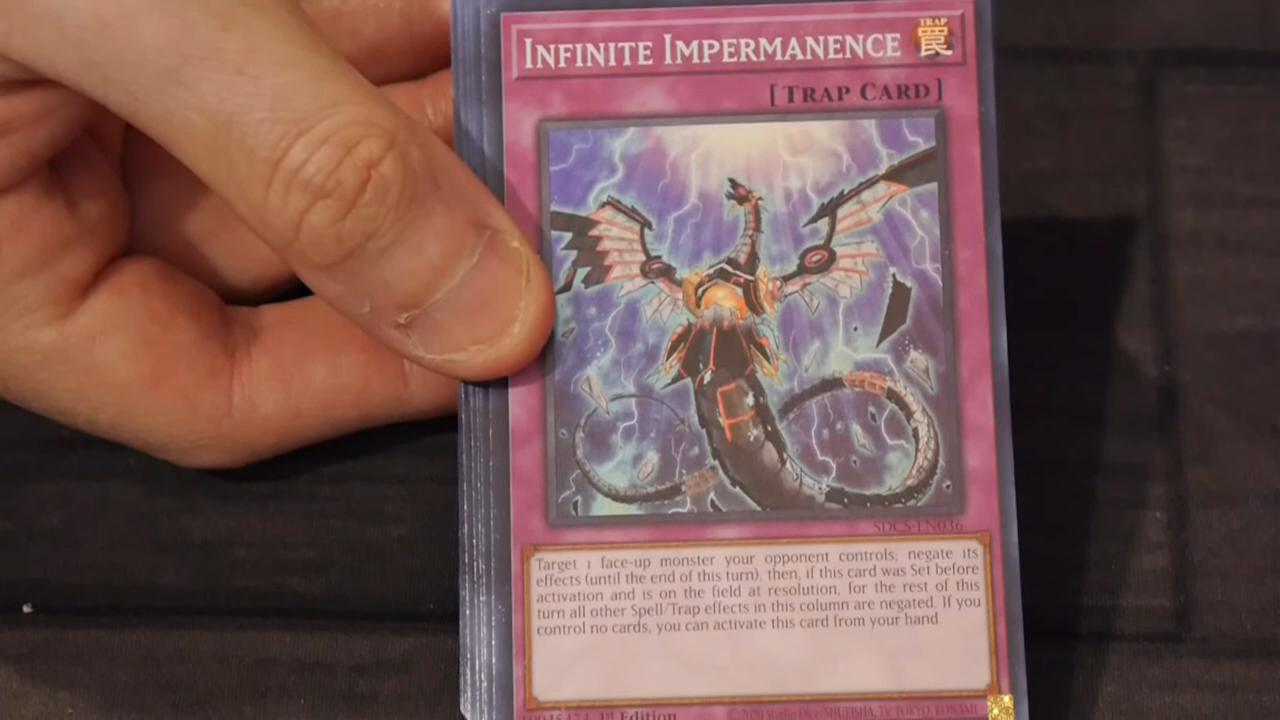 INFINITE IMPERMANENCE
TRAP
罠
[TRAP CARD]
SDCS-EN036
Target 1 face-up monster your opponent controls; negate its
effects (until the end of this turn), then, if this card was Set before
activation and is on the field at resolution, for the rest of this
turn all other Spell/Trap effects in this column are negated. If you
control no cards, you can activate this card from your hand.
1st Edition
©2020 Studio Dice/SHUEISHA, TV TOKYO, KONAMI